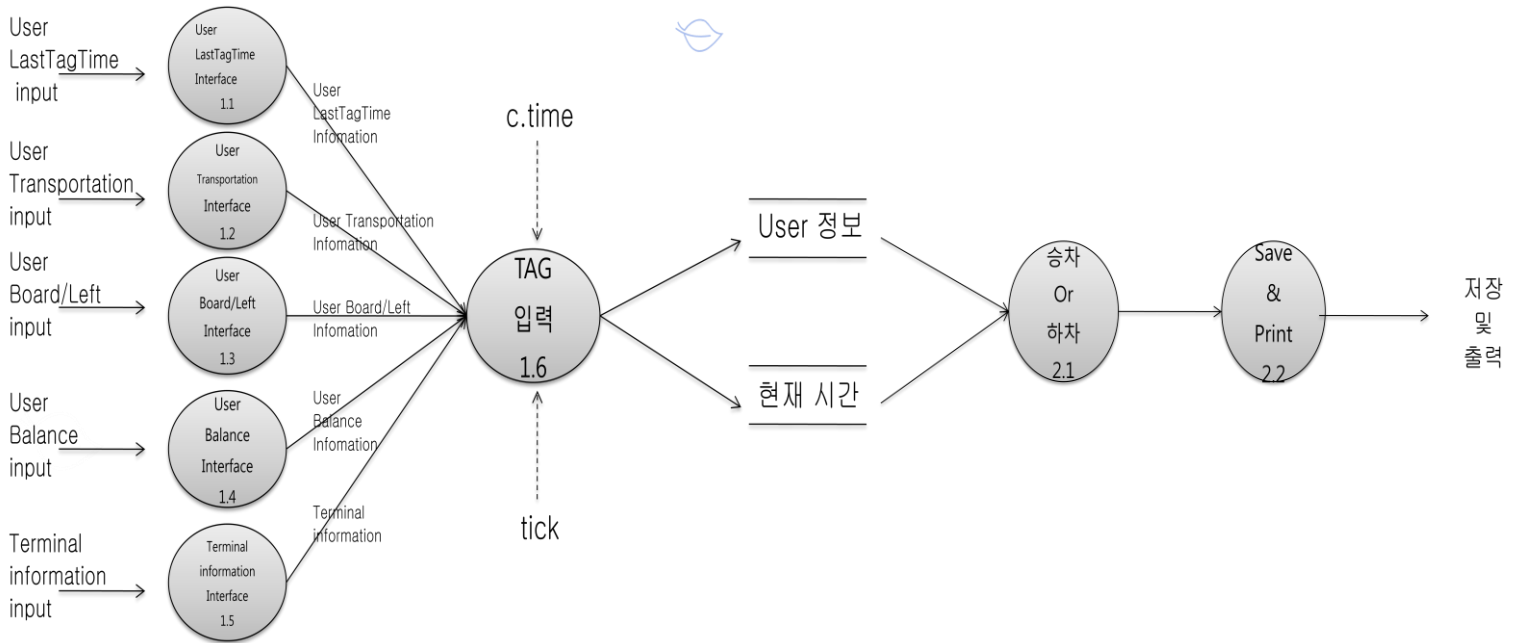 User
LastTagTime
input
User
LastTagTime
Interface
1.1
User
LastTagTime
Infomation
User
Transportation
input
User
Transportation
Interface
1.2
User Transportation
Infomation
User
Board/Left
input
User
Board/Left
Interface
1.3
User Board/Left
Infomation
User
Balance
input
User
Balance
Interface
1.4
User
Balance
Infomation
Terminal
information
input
Terminal
information
Interface
1.5
Terminal
information
c.time
TAG
입력
1.6
tick
User 정보
현재 시간
승차
Or
하차
2.1
Save
&
Print
2.2
저장
및
출력